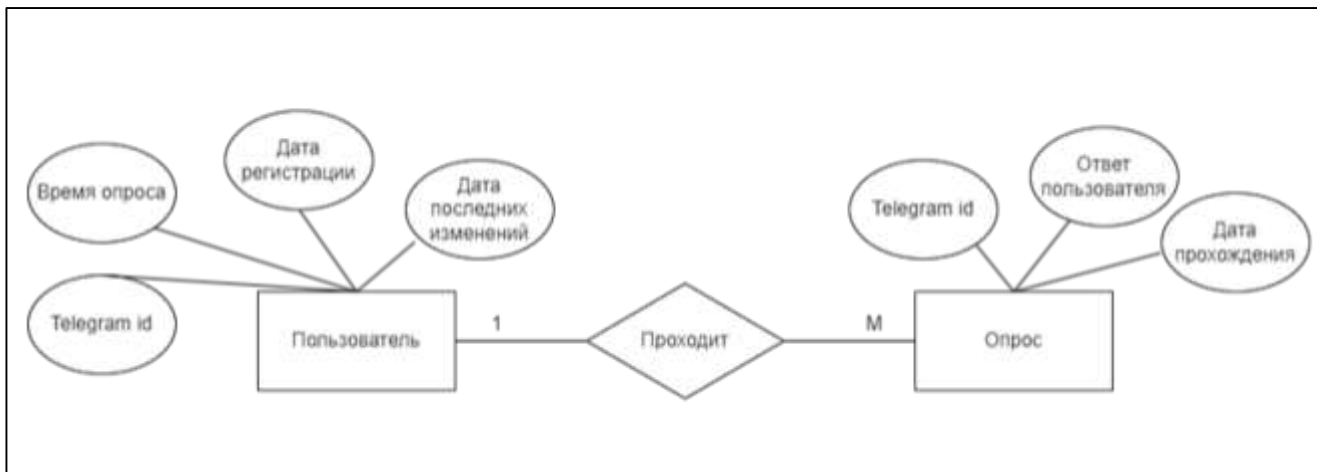 Время опроса
Дата
регистрации
Дата
последних
изменений
Telegram id
Пользователь
1
Проходит
М
Опрос
Telegram id
Ответ
пользователя
Дата
прохождения